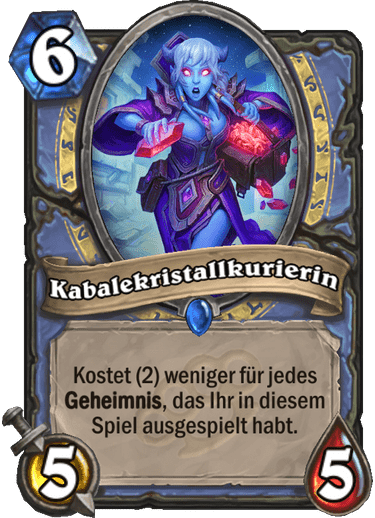 6
Kabalekristallkurierin
Kostet (2) weniger für jedes
Geheimnis, das Ihr in diesem
Spiel ausgespielt habt.
5
5